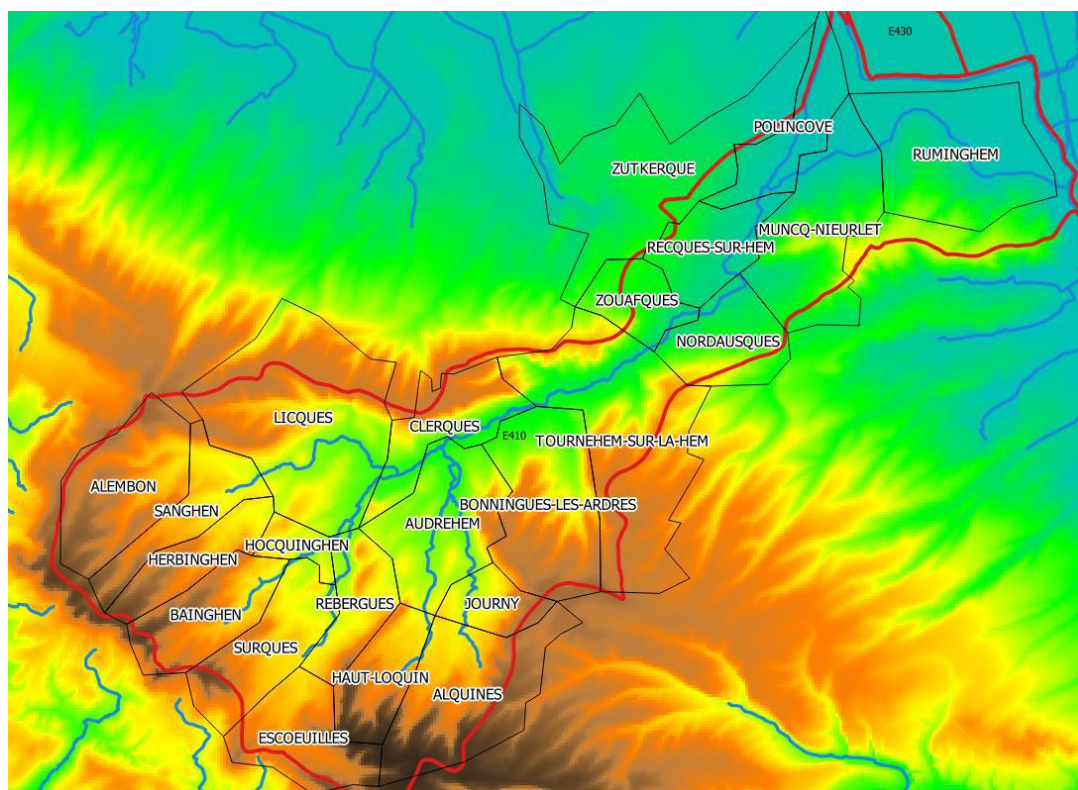 E430
POLINCOVE
RUMINGHEM
ZUTKERQUE
MUNCQ-NIEURLET
RECQUES-SUR-HEM
ZOUAFQUES
NORDAUSQUES
LICQUES
CLERQUES
E410
TOURNEHEM-SUR-LA-HEM
ALEMBON
BONNINGUES-LES-ARDRES
SANGHEN
AUDREHEM
HOCQUINGHEN
HERBINGHEN
REBERGUES
JOURNY
BAINGHEN
SURQUES
HAUT-LOQUIN
ALQUINES
ESCOEUILLES